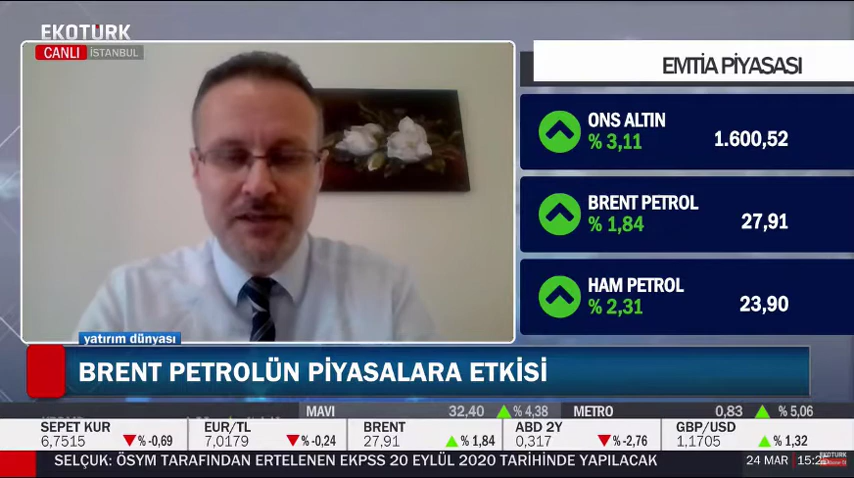 EKOTÜRK
CANLI İSTANBUL
EMTİA PİYASASI
ONS ALTIN
% 3,11 1.600,52
BRENT PETROL
% 1,84 27,91
HAM PETROL
% 2,31 23,90
yatırım dünyası
BRENT PETROLÜN PİYASALARA ETKİSİ
MAVI 32,40 % 4,38 METRO 0,83 % 5,06
SEPET KUR EUR/TL BRENT ABD 2Y GBP/USD
6,7515 % -0,69 7,0179 % -0,24 27,91 % 1,84 0,317 % -2,76 1,1705 % 1,32
SELÇUK: ÖSYM TARAFINDAN ERTELENEN EKPSS 20 EYLÜL 2020 TARİHİNDE YAPILACAK 24 MAR
EKOTÜRK